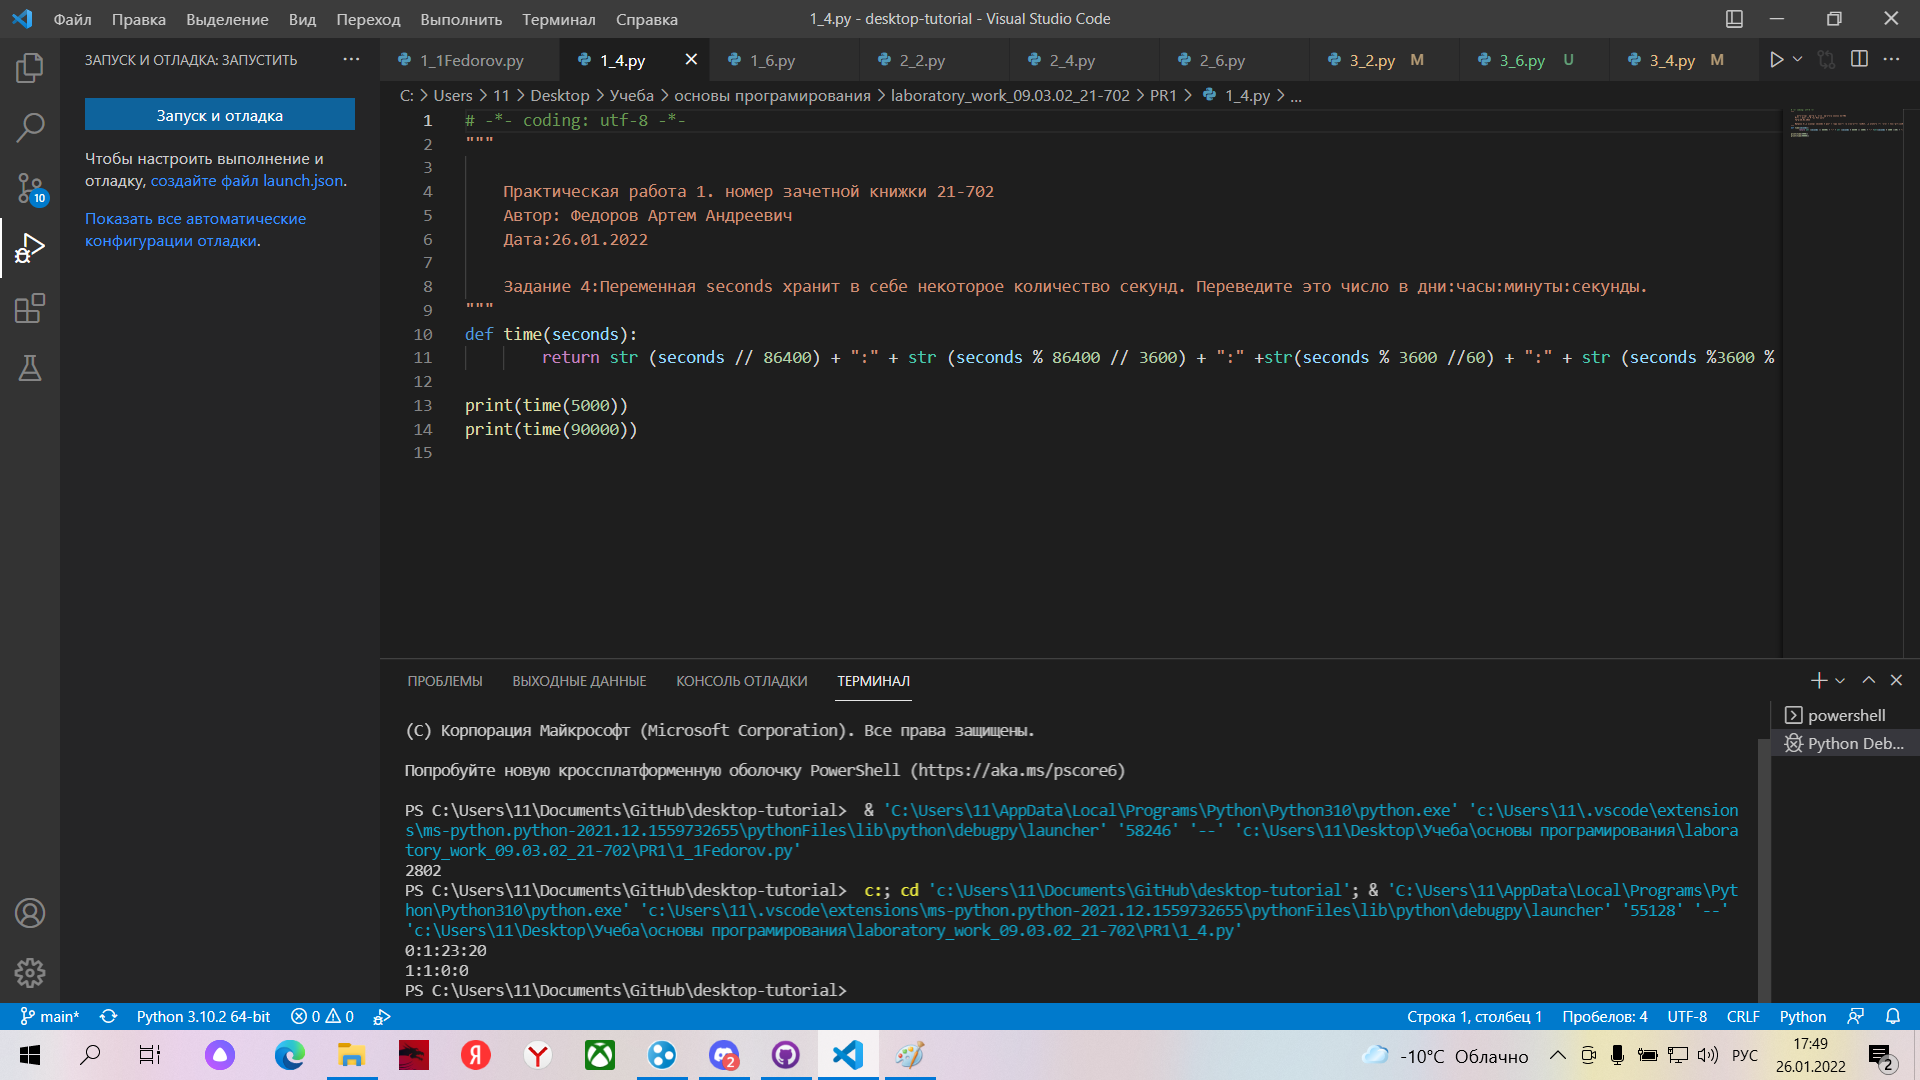 Файл Правка Выделение Вид Переход Выполнить Терминал Справка
1_4.py - desktop-tutorial - Visual Studio Code
ЗАПУСК И ОТЛАДКА: ЗАПУСТИТЬ
Запуск и отладка
Чтобы настроить выполнение и
отладку, создайте файл launch.json.
Показать все автоматические
конфигурации отладки.
10
1_1Fedorov.py 1_4.py 1_6.py 2_2.py 2_4.py 2_6.py 3_2.py M 3_6.py U 3_4.py M
C: > Users > 11 > Desktop > Учеба > основы програмирования > laboratory_work_09.03.02_21-702 > PR1 > 1_4.py > ...
1 # -*- coding: utf-8 -*-
2 """
3
4 Практическая работа 1. номер зачетной книжки 21-702
5 Автор: Федоров Артем Андреевич
6 Дата:26.01.2022
7
8 Задание 4:Переменная seconds хранит в себе некоторое количество секунд. Переведите это число в дни:часы:минуты:секунды.
9 """
10 def time(seconds):
11 return str (seconds // 86400) + ":" + str (seconds % 86400 // 3600) + ":" +str(seconds % 3600 //60) + ":" + str (seconds %3600 %
12
13 print(time(5000))
14 print(time(90000))
15
ПРОБЛЕМЫ ВЫХОДНЫЕ ДАННЫЕ КОНСОЛЬ ОТЛАДКИ ТЕРМИНАЛ
(C) Корпорация Майкрософт (Microsoft Corporation). Все права защищены.
Попробуйте новую кроссплатформенную оболочку PowerShell (https://aka.ms/pscore6)
PS C:\Users\11\Documents\GitHub\desktop-tutorial> & 'C:\Users\11\AppData\Local\Programs\Python\Python310\python.exe' 'c:\Users\11\.vscode\extension
s\ms-python.python-2021.12.1559732655\pythonFiles\lib\python\debugpy\launcher' '58246' '--' 'c:\Users\11\Desktop\Учеба\основы програмирования\labora
tory_work_09.03.02_21-702\PR1\1_1Fedorov.py'
2802
PS C:\Users\11\Documents\GitHub\desktop-tutorial> c:; cd 'c:\Users\11\Documents\GitHub\desktop-tutorial'; & 'C:\Users\11\AppData\Local\Programs\Pyt
hon\Python310\python.exe' 'c:\Users\11\.vscode\extensions\ms-python.python-2021.12.1559732655\pythonFiles\lib\python\debugpy\launcher' '55128' '--'
'c:\Users\11\Desktop\Учеба\основы програмирования\laboratory_work_09.03.02_21-702\PR1\1_4.py'
0:1:23:20
1:1:0:0
PS C:\Users\11\Documents\GitHub\desktop-tutorial>
powershell
Python Deb...
main* Python 3.10.2 64-bit 0 0
Строка 1, столбец 1 Пробелов: 4 UTF-8 CRLF Python
Я Y 2
-10°C Облачно РУС
17:49
26.01.2022
2